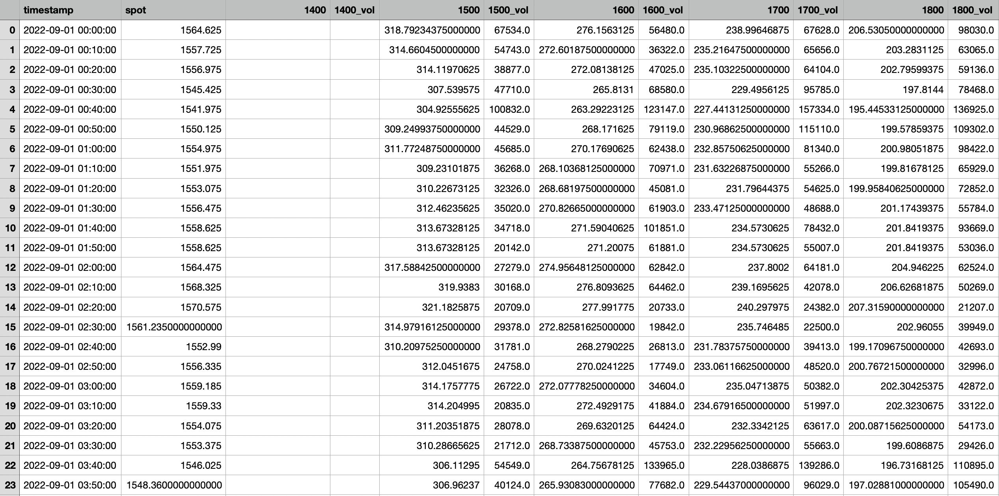 timestamp spot 1400 1400_vol 1500 1500_vol 1600 1600_vol 1700 1700_vol 1800 1800_vol
0 2022-09-01 00:00:00 1564.625 318.79234375000000 67534.0 276.1563125 56480.0 238.99646875 67628.0 206.53050000000000 98030.0
1 2022-09-01 00:10:00 1557.725 314.6604500000000 54743.0 272.60187500000000 36322.0 235.21647500000000 65656.0 203.2831125 63065.0
2 2022-09-01 00:20:00 1556.975 314.11970625 38877.0 272.08138125 47025.0 235.10322500000000 64104.0 202.79599375 59136.0
3 2022-09-01 00:30:00 1545.425 307.539575 47710.0 265.8131 68580.0 229.4956125 95785.0 197.8144 78468.0
4 2022-09-01 00:40:00 1541.975 304.92555625 100832.0 263.29223125 123147.0 227.44131250000000 157334.0 195.44533125000000 136925.0
5 2022-09-01 00:50:00 1550.125 309.24993750000000 44529.0 268.171625 79119.0 230.96862500000000 115110.0 199.57859375 109302.0
6 2022-09-01 01:00:00 1554.975 311.77248750000000 45685.0 270.17690625 62438.0 232.85750625000000 81340.0 200.98051875 98422.0
7 2022-09-01 01:10:00 1551.975 309.23101875 36268.0 268.10368125000000 70971.0 231.63226875000000 55266.0 199.81678125 65929.0
8 2022-09-01 01:20:00 1553.075 310.22673125 32326.0 268.68197500000000 45081.0 231.79644375 54625.0 199.95840625000000 72852.0
9 2022-09-01 01:30:00 1556.475 312.46235625 35020.0 270.82665000000000 61903.0 233.47125000000000 48688.0 201.17439375 55784.0
10 2022-09-01 01:40:00 1558.625 313.67328125 34718.0 271.59040625 101851.0 234.5730625 78432.0 201.8419375 93669.0
11 2022-09-01 01:50:00 1558.625 313.67328125 20142.0 271.20075 61881.0 234.5730625 55007.0 201.8419375 53036.0
12 2022-09-01 02:00:00 1564.475 317.58842500000000 27279.0 274.95648125000000 62842.0 237.8002 64181.0 204.946225 62524.0
13 2022-09-01 02:10:00 1568.325 319.9383 30168.0 276.8093625 64462.0 239.1695625 42078.0 206.62681875 50269.0
14 2022-09-01 02:20:00 1570.575 321.1825875 20709.0 277.991775 20733.0 240.297975 24382.0 207.31590000000000 21207.0
15 2022-09-01 02:30:00 1561.2350000000000 314.97916125000000 29378.0 272.82581625000000 19842.0 235.746485 22500.0 202.96055 39949.0
16 2022-09-01 02:40:00 1552.99 310.20975250000000 31781.0 268.2790225 26813.0 231.78375750000000 39413.0 199.17096750000000 42693.0
17 2022-09-01 02:50:00 1556.335 312.0451675 24758.0 270.0241225 17749.0 233.06116625000000 48520.0 200.76721500000000 32996.0
18 2022-09-01 03:00:00 1559.185 314.1757775 26722.0 272.07778250000000 34604.0 235.04713875 50382.0 202.30425375 42872.0
19 2022-09-01 03:10:00 1559.33 314.204995 20835.0 272.4929175 41884.0 234.67916500000000 51997.0 202.3230675 33122.0
20 2022-09-01 03:20:00 1554.075 311.20351875 28078.0 269.6320125 64424.0 232.3342125 63617.0 200.08715625000000 54173.0
21 2022-09-01 03:30:00 1553.375 310.28665625 21712.0 268.73387500000000 45753.0 232.22956250000000 55663.0 199.6086875 29426.0
22 2022-09-01 03:40:00 1546.025 306.11295 54549.0 264.75678125 133965.0 228.0386875 139286.0 196.73168125 110895.0
23 2022-09-01 03:50:00 1548.3600000000000 306.96237 40124.0 265.93083000000000 77682.0 229.54437000000000 96029.0 197.02881000000000 105490.0